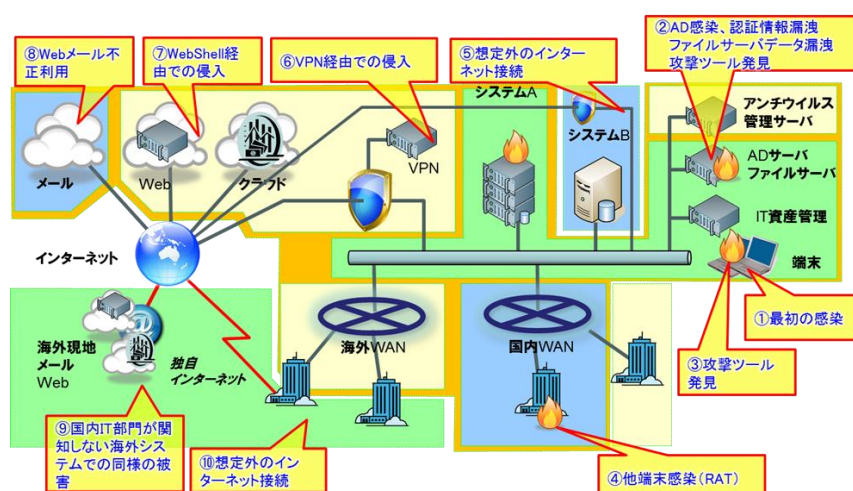 ⑧Webメール不
正利用
⑦WebShell経
由での侵入
⑥VPN経由での侵入
⑤想定外のインター
ネット接続
②AD感染、認証情報漏洩
ファイルサーバデータ漏洩
攻撃ツール発見
システムA
システムB
アンチウイルス
管理サーバ
メール
Web
クラウド
VPN
ADサーバ
ファイルサーバ
IT資産管理
インターネット
端末
①最初の感染
海外WAN
国内WAN
③攻撃ツール
発見
海外現地
メール
Web
独自
インターネット
⑨国内IT部門が関
知しない海外シス
テムでの同様の被
害
⑩想定外のイン
ターネット接続
④他端末感染(RAT)